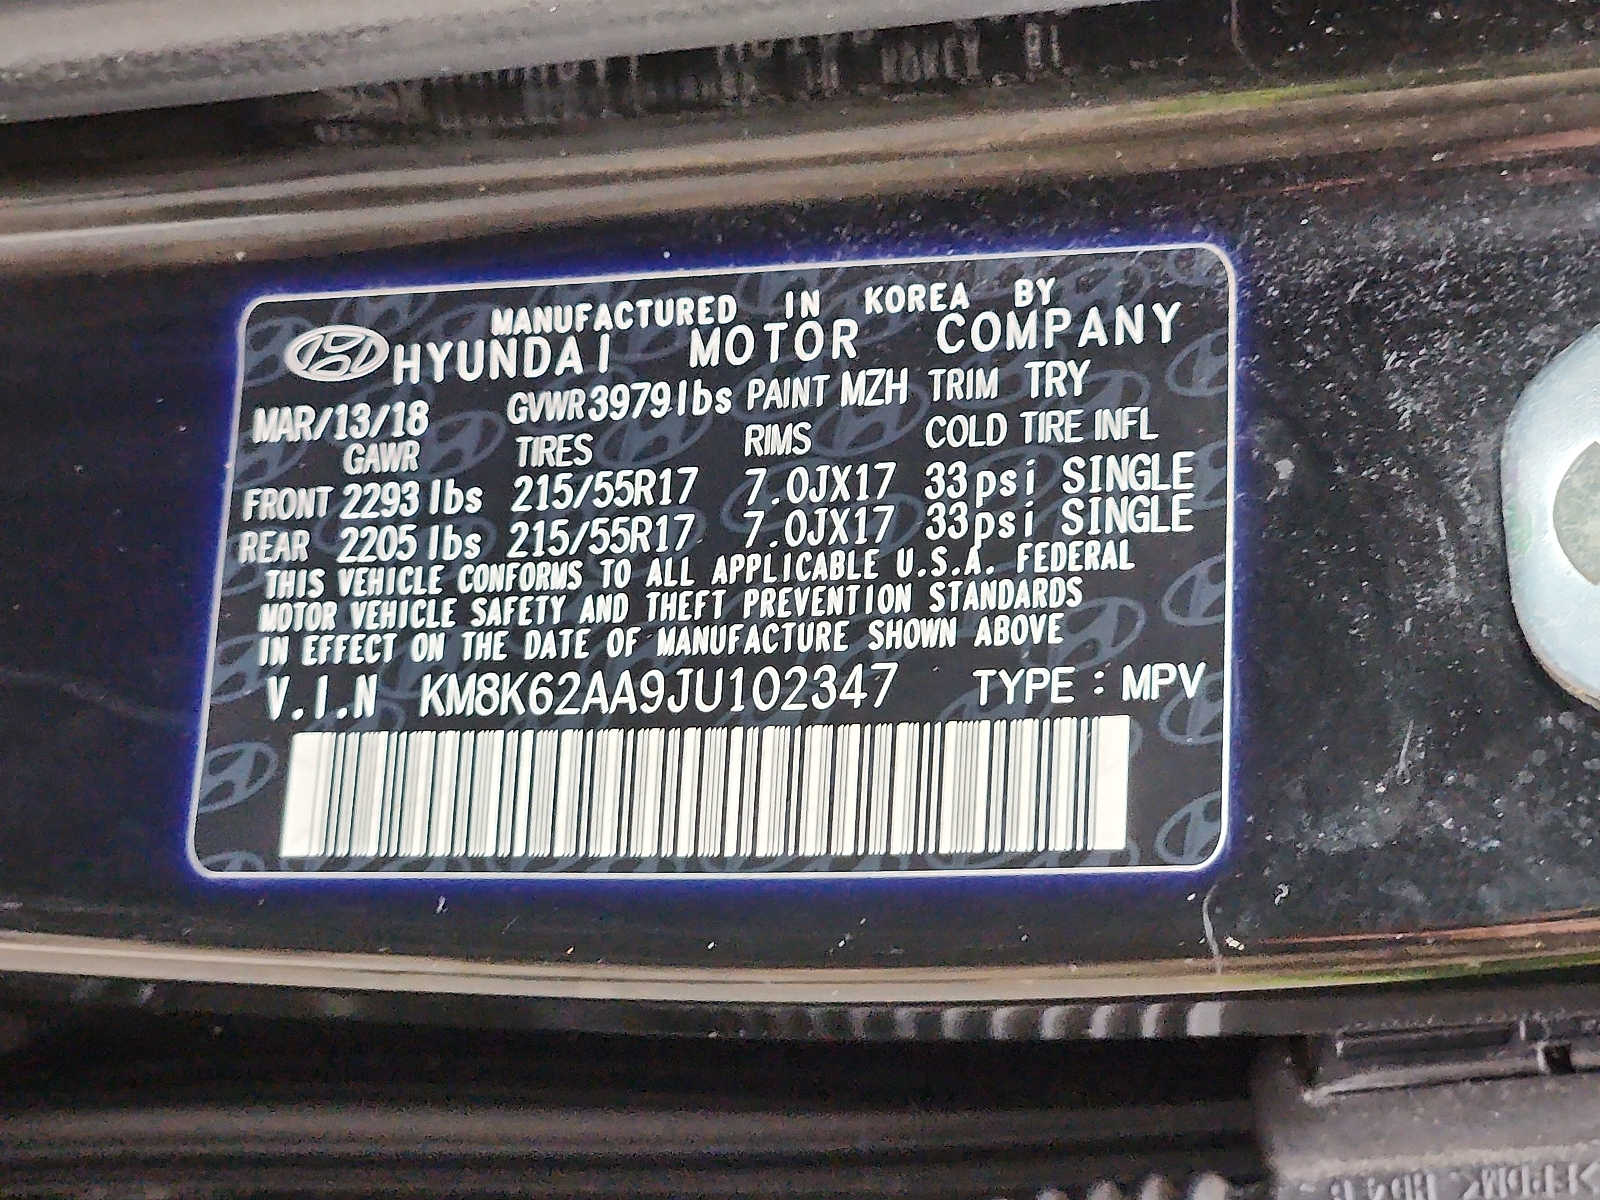 MANUFACTURED IN KOREA BY
HYUNDAI MOTOR COMPANY
MAR/13/18 GVWR 3979 lbs PAINT MZH TRIM TRY
GAWR TIRES RIMS COLD TIRE INFL
FRONT 2293 lbs 215/55R17 7.0JX17 33psi SINGLE
REAR 2205 lbs 215/55R17 7.0JX17 33psi SINGLE
THIS VEHICLE CONFORMS TO ALL APPLICABLE U.S.A. FEDERAL
MOTOR VEHICLE SAFETY AND THEFT PREVENTION STANDARDS
IN EFFECT ON THE DATE OF MANUFACTURE SHOWN ABOVE
V.I.N KM8K62AA9JU102347 TYPE : MPV